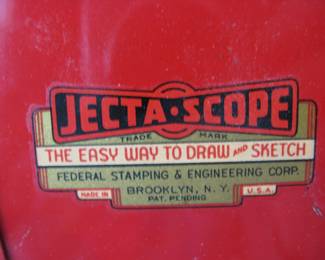 JECTA·SCOPE
TRADE MARK
THE EASY WAY TO DRAW AND SKETCH
FEDERAL STAMPING & ENGINEERING CORP.
MADE IN BROOKLYN, N. Y. U.S.A.
PAT. PENDING